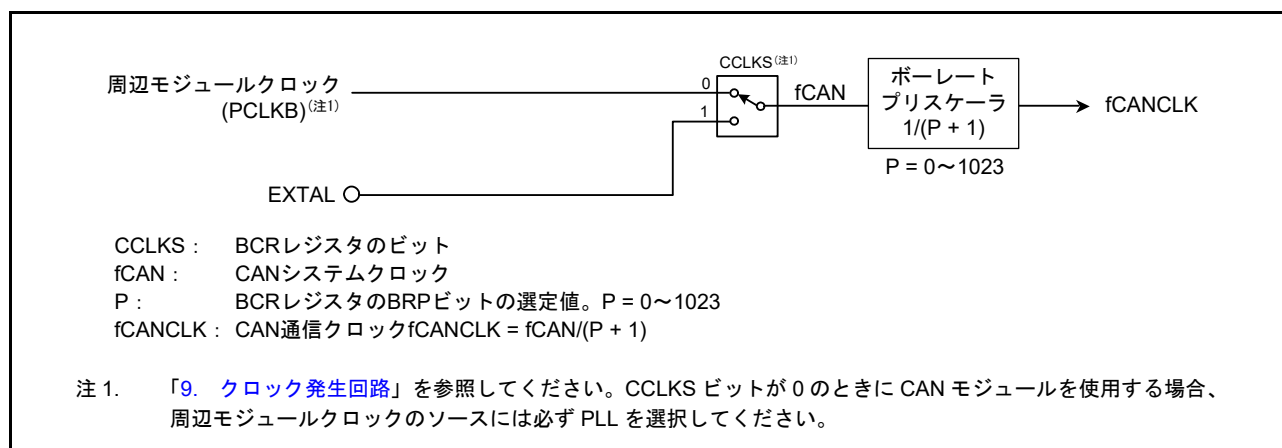 周辺モジュールクロック
(PCLKB)(注1)
CCLKS(注1)
0
1
fCAN
ボーレート
プリスケーラ
1/(P + 1)
fCANCLK
P = 0～1023
EXTAL
CCLKS : BCRレジスタのビット
fCAN : CANシステムクロック
P : BCRレジスタのBRPビットの選定値。P = 0～1023
fCANCLK : CAN通信クロックfCANCLK = fCAN/(P + 1)
注 1. 「9. クロック発生回路」を参照してください。CCLKS ビットが 0 のときに CAN モジュールを使用する場合、
周辺モジュールクロックのソースには必ず PLL を選択してください。